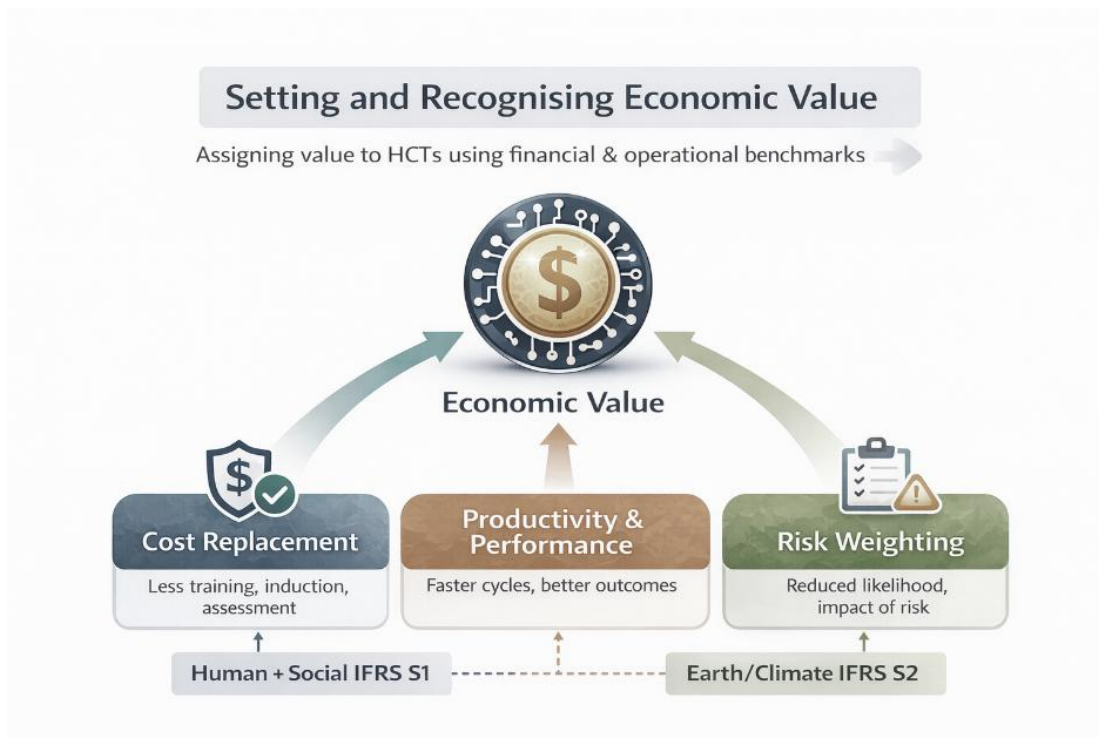 Setting and Recognising Economic Value
Assigning value to HCTs using financial & operational benchmarks
$
Economic Value
$
Cost Replacement
Less training, induction,
assessment
Productivity &
Performance
Faster cycles, better outcomes
Risk Weighting
Reduced likelihood,
impact of risk
Human + Social IFRS S1
Earth/Climate IFRS S2